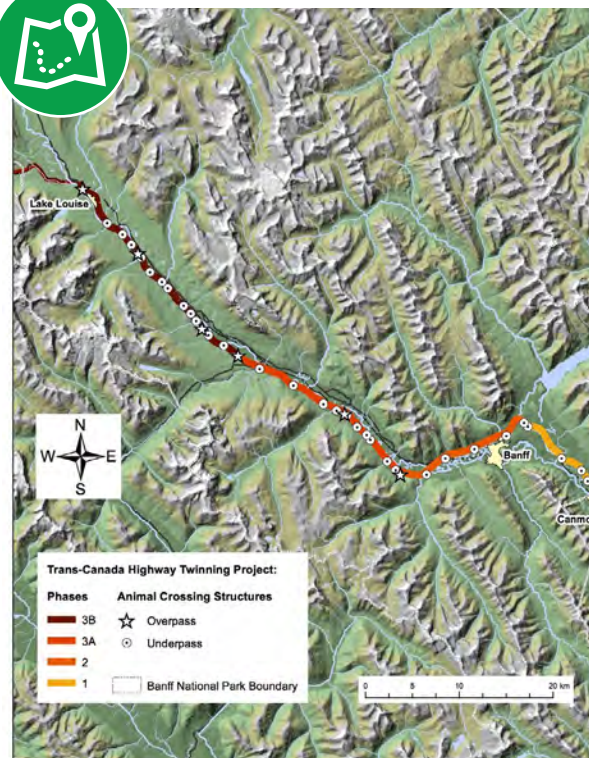 Lake Louise
N
W E
S
Banff
Canmo
Trans-Canada Highway Twinning Project:
Phases Animal Crossing Structures
3B Overpass
3A Underpass
2
1 Banff National Park Boundary
0 5 10 20 km